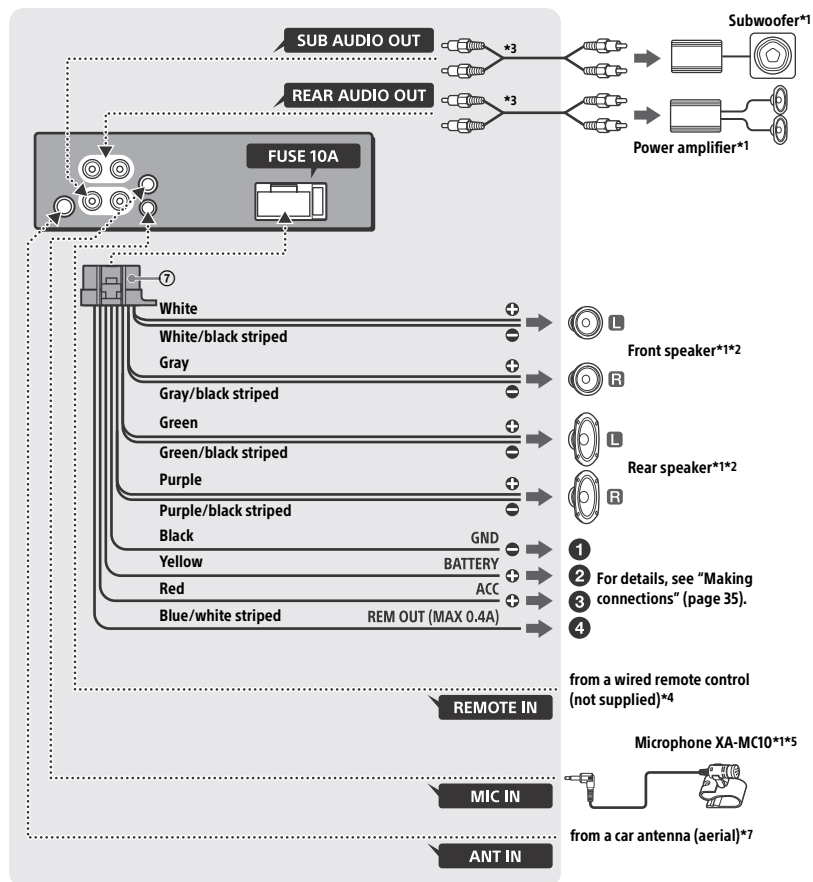 Subwoofer*1
SUB AUDIO OUT
*3
REAR AUDIO OUT
*3
Power amplifier*1
FUSE 10A
⑦
White
White/black striped
L
Front speaker*1*2
Gray
Gray/black striped
R
Green
Green/black striped
L
Rear speaker*1*2
Purple
Purple/black striped
R
Black GND ❶
Yellow BATTERY ❷
For details, see “Making
connections” (page 35).
Red ACC ❸
Blue/white striped REM OUT (MAX 0.4A) ❹
from a wired remote control
(not supplied)*4
REMOTE IN
Microphone XA-MC10*1*5
MIC IN
from a car antenna (aerial)*7
ANT IN